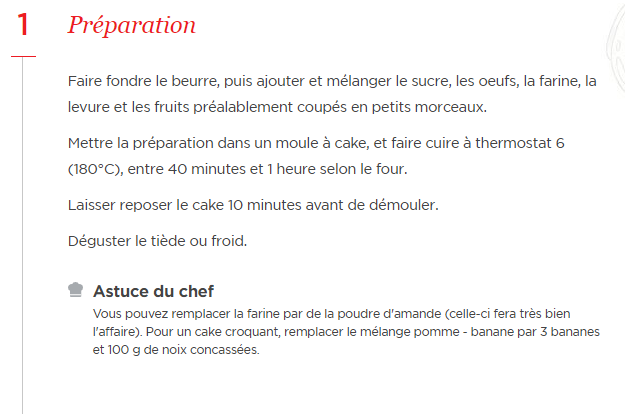 1 Préparation
Faire fondre le beurre, puis ajouter et mélanger le sucre, les oeufs, la farine, la
levure et les fruits préalablement coupés en petits morceaux.
Mettre la préparation dans un moule à cake, et faire cuire à thermostat 6
(180°C), entre 40 minutes et 1 heure selon le four.
Laisser reposer le cake 10 minutes avant de démouler.
Déguster le tiède ou froid.
Astuce du chef
Vous pouvez remplacer la farine par de la poudre d'amande (celle-ci fera très bien
l'affaire). Pour un cake croquant, remplacer le mélange pomme - banane par 3 bananes
et 100 g de noix concassées.